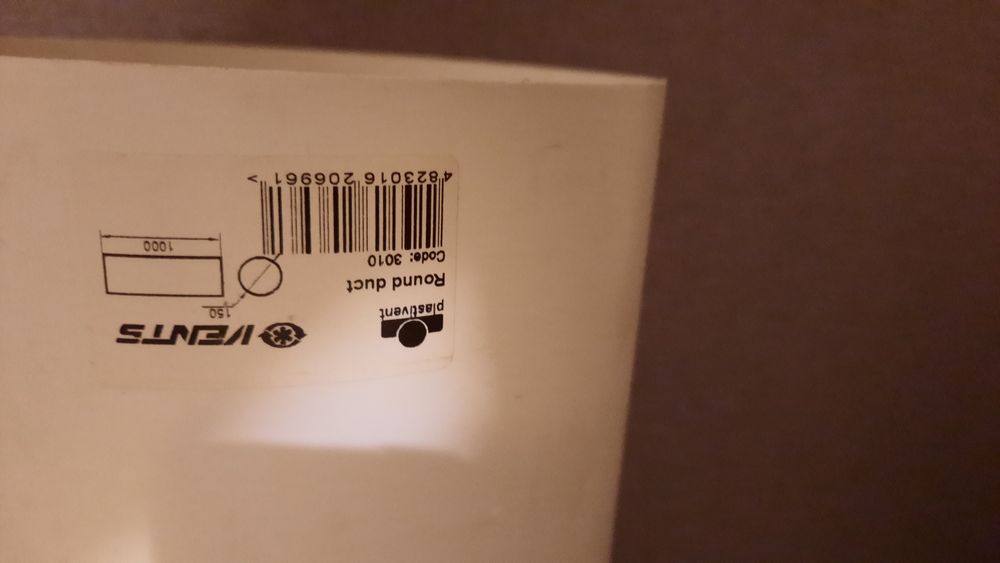 plastivent
VENTS
Round duct
Code: 3010
150
1000
4 823016 206961 >